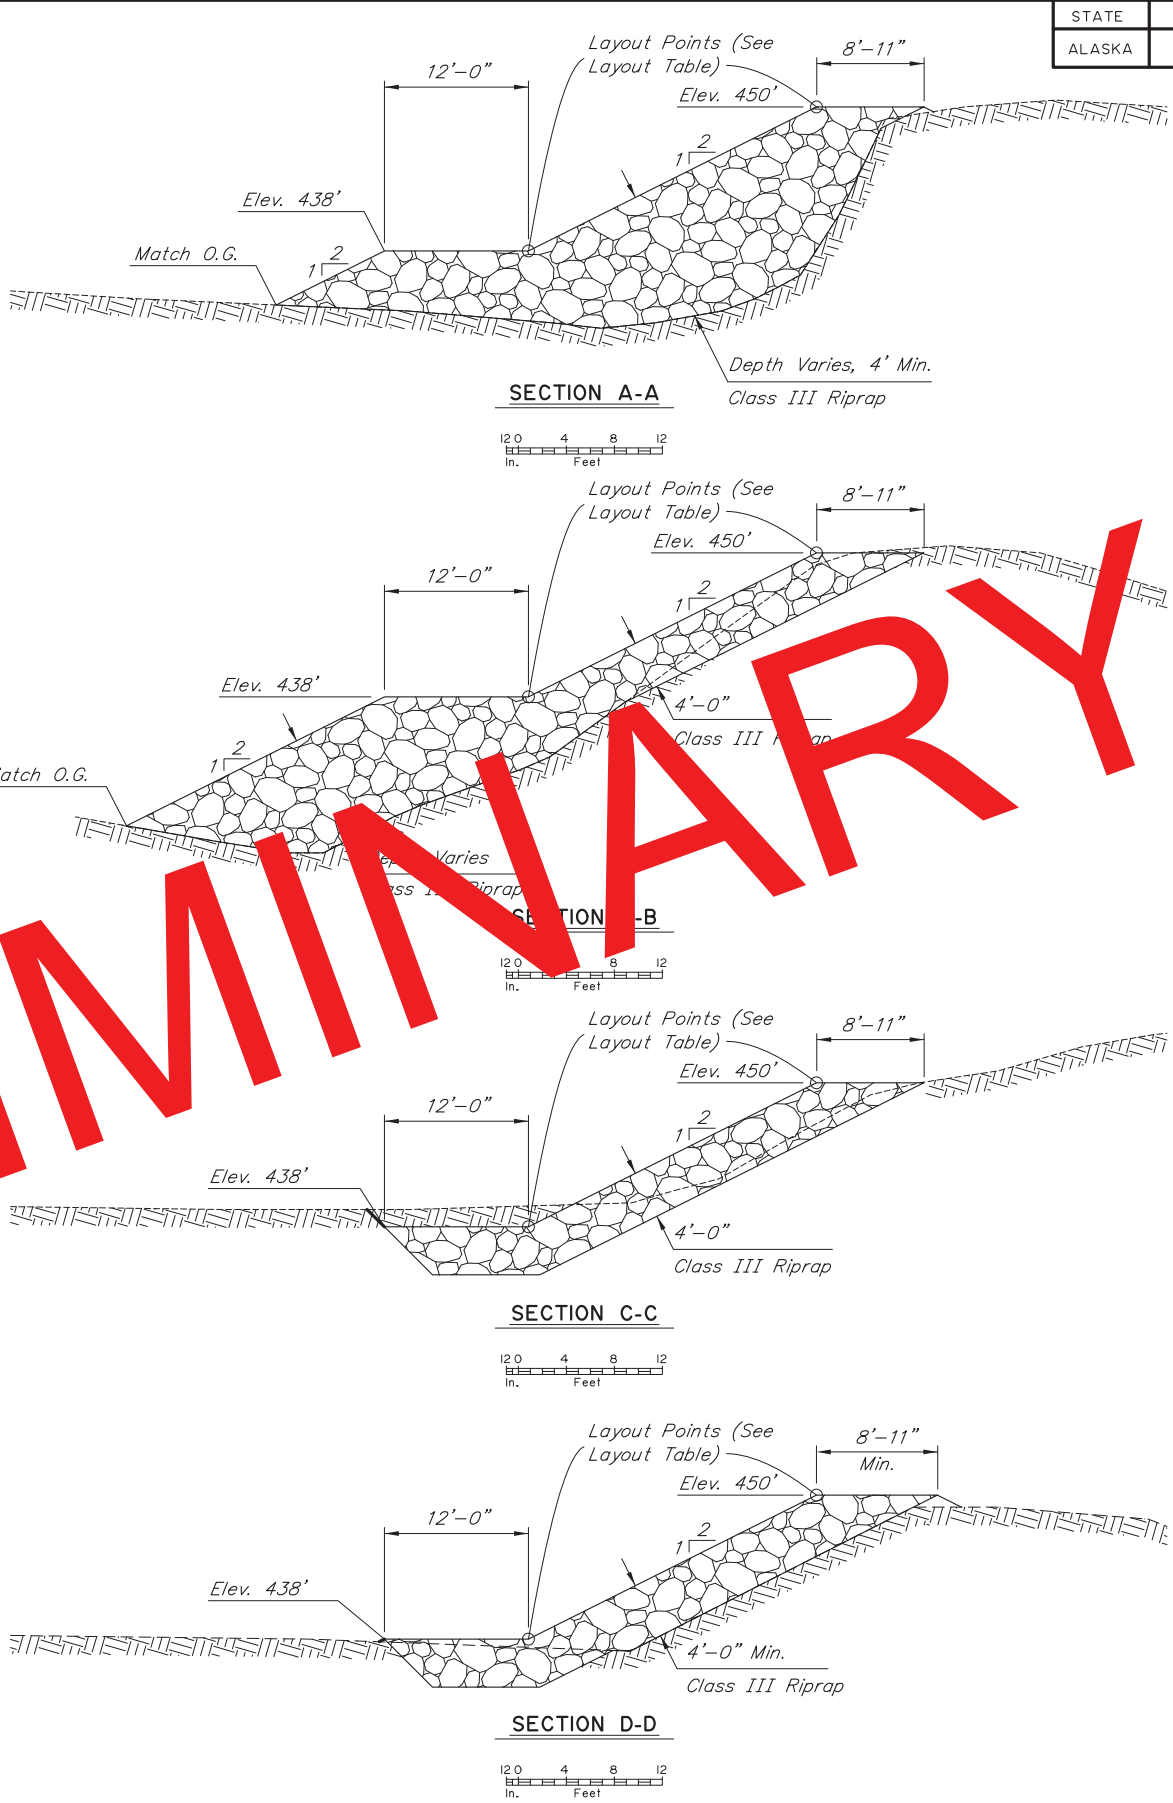 STATE
ALASKA
Layout Points (See
Layout Table)
8'-11"
12'-0"
Elev. 450'
2
1
Elev. 438'
Match O.G.
2
1
Depth Varies, 4' Min.
Class III Riprap
SECTION A-A
12 0 4 8 12
In. Feet
Layout Points (See
Layout Table)
8'-11"
Elev. 450'
12'-0"
2
1
Elev. 438'
4'-0"
Class III Riprap
2
1
O.G.
Varies
Riprap
SECTION B-B
12 0 8 12
In. Feet
MINARY
Layout Points (See
Layout Table)
8'-11"
Elev. 450'
12'-0"
2
1
Elev. 438'
4'-0"
Class III Riprap
SECTION C-C
12 0 4 8 12
In. Feet
Layout Points (See
Layout Table)
8'-11"
Min.
Elev. 450'
12'-0"
2
1
Elev. 438'
4'-0" Min.
Class III Riprap
SECTION D-D
12 0 4 8 12
In. Feet